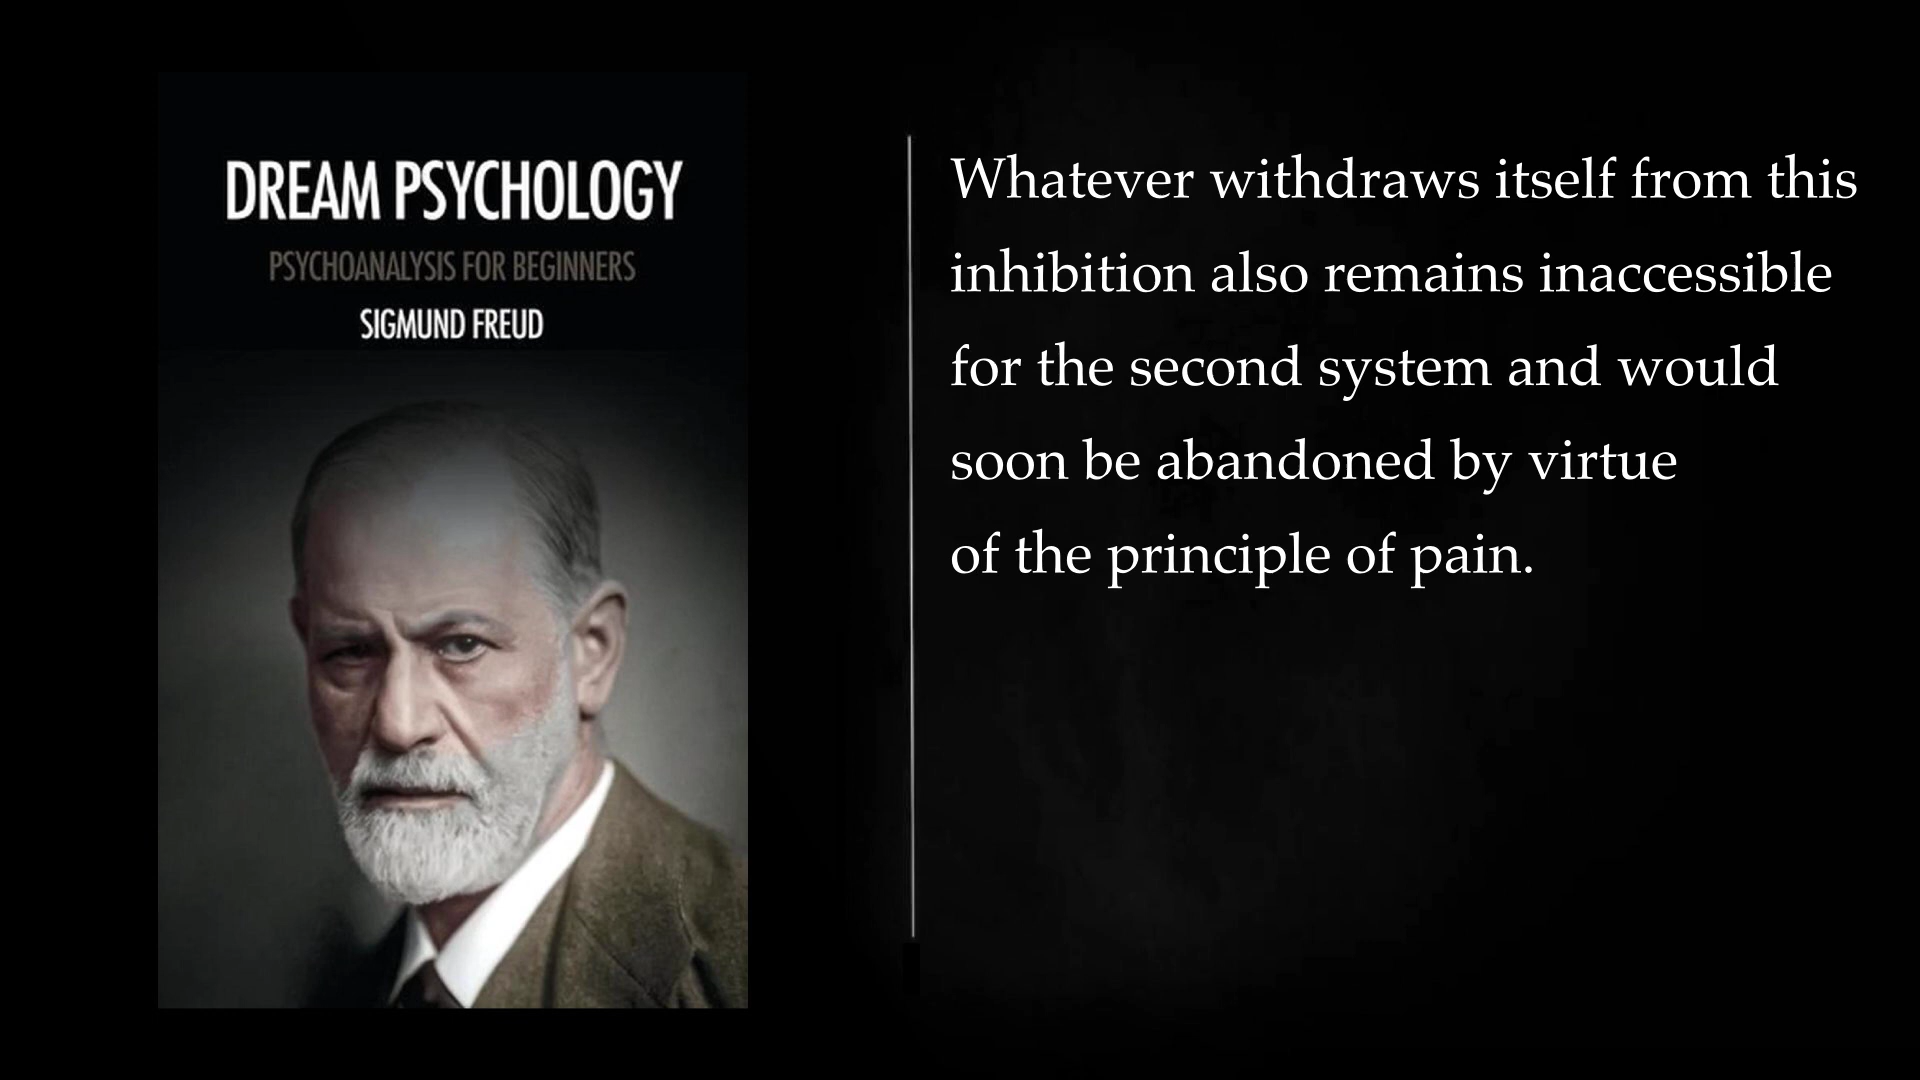 DREAM PSYCHOLOGY
PSYCHOANALYSIS FOR BEGINNERS
SIGMUND FREUD
Whatever withdraws itself from this
inhibition also remains inaccessible
for the second system and would
soon be abandoned by virtue
of the principle of pain.